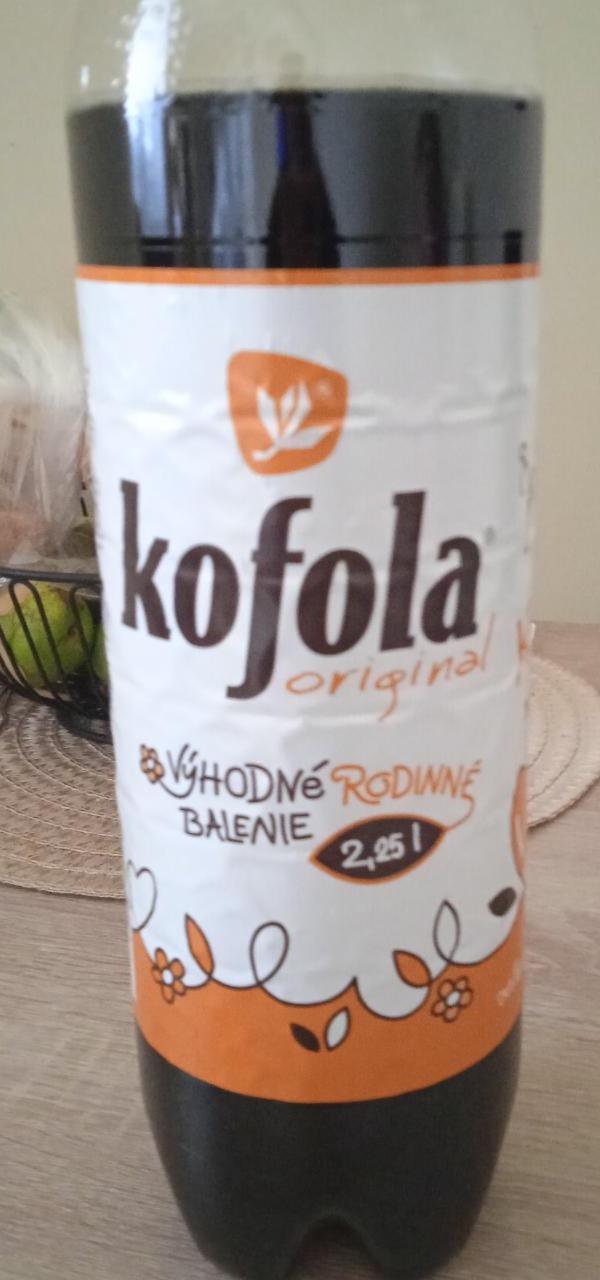 kofola®
original
VÝHODNÉ RODINNÉ
BALENIE 2,25 l